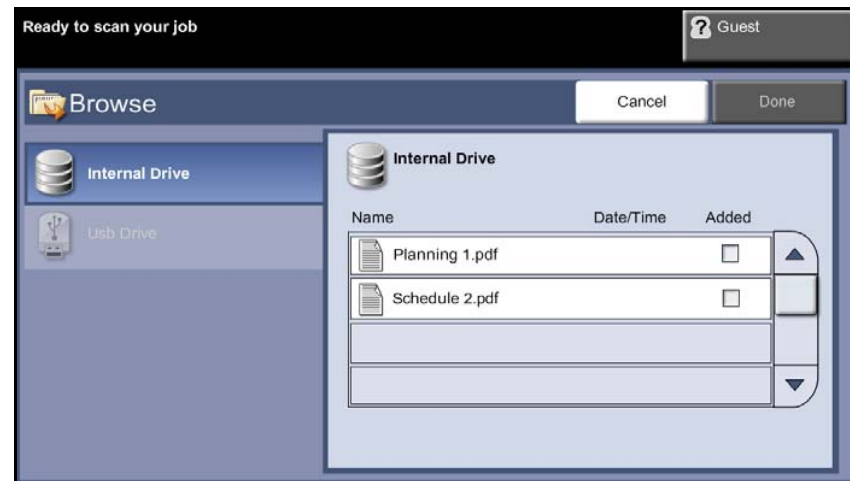 Ready to scan your job
Guest
Browse
Cancel
Done
Internal Drive
Usb Drive
Internal Drive
Name Date/Time Added
Planning 1.pdf
Schedule 2.pdf